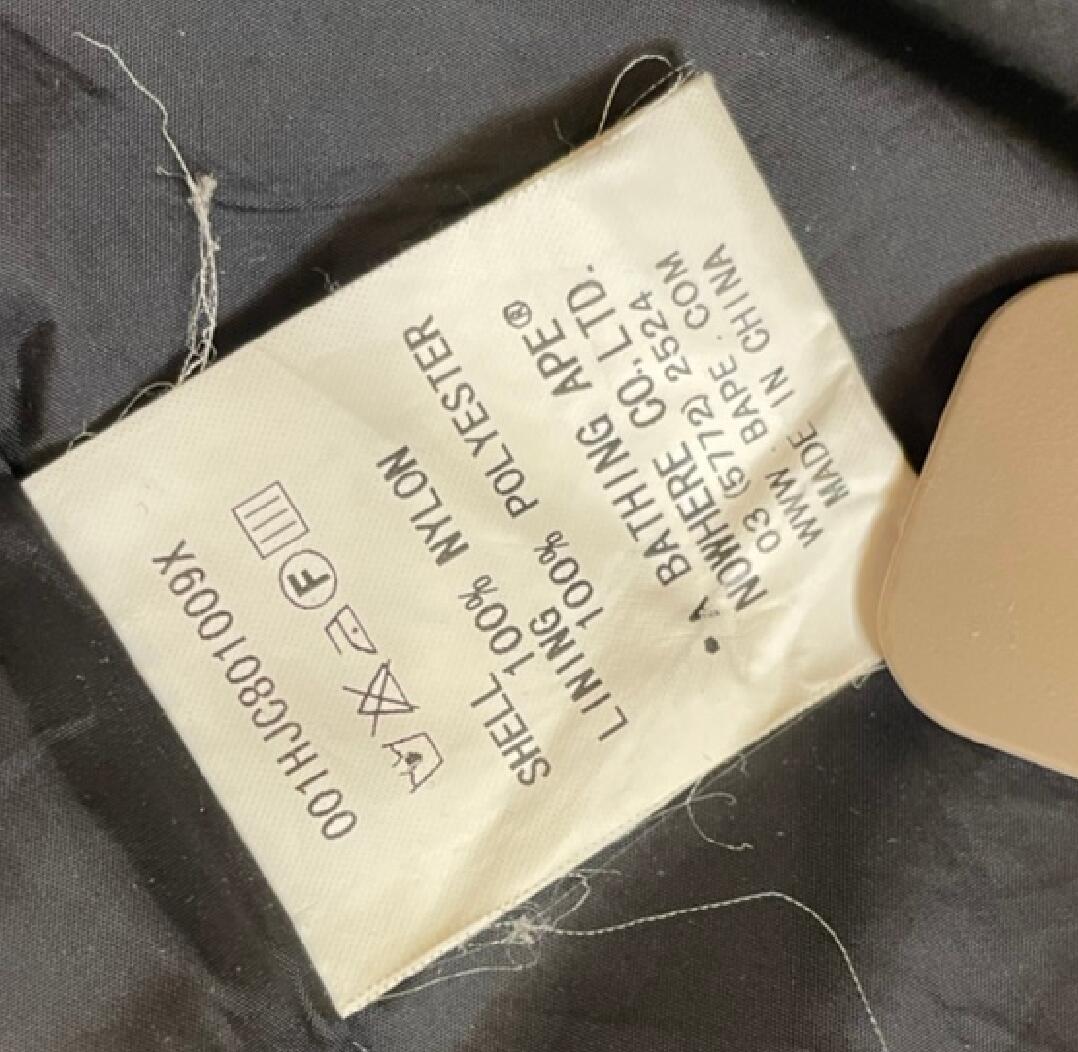 001HJC801009X
F
SHELL 100% NYLON
LINING
100% POLYESTER
• A BATHING APE®
NOWHERE CO., LTD.
03 (5772) 2524
WWW . BAPE . COM
MADE IN CHINA